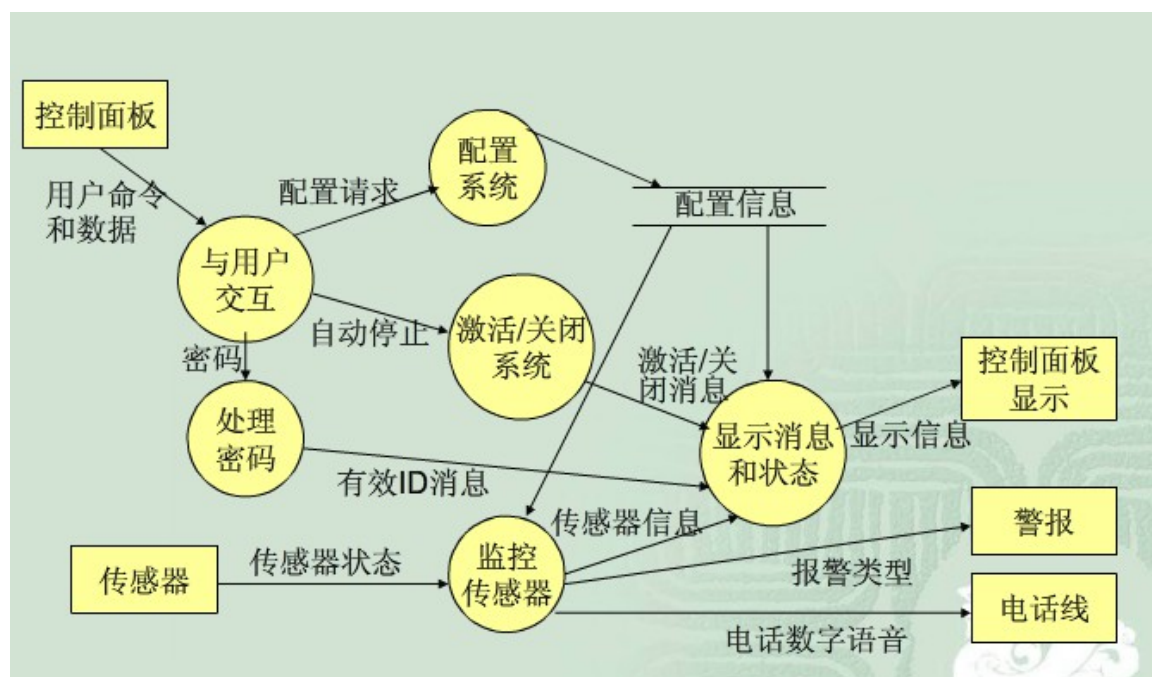 控制面板
用户命令
和数据
配置请求
配置
系统
配置信息
与用户
交互
自动停止
激活/关闭
系统
激活/关
闭消息
控制面板
显示
密码
处理
密码
有效ID消息
显示消息
和状态
显示信息
传感器
传感器状态
监控
传感器
传感器信息
警报
报警类型
电话线
电话数字语音